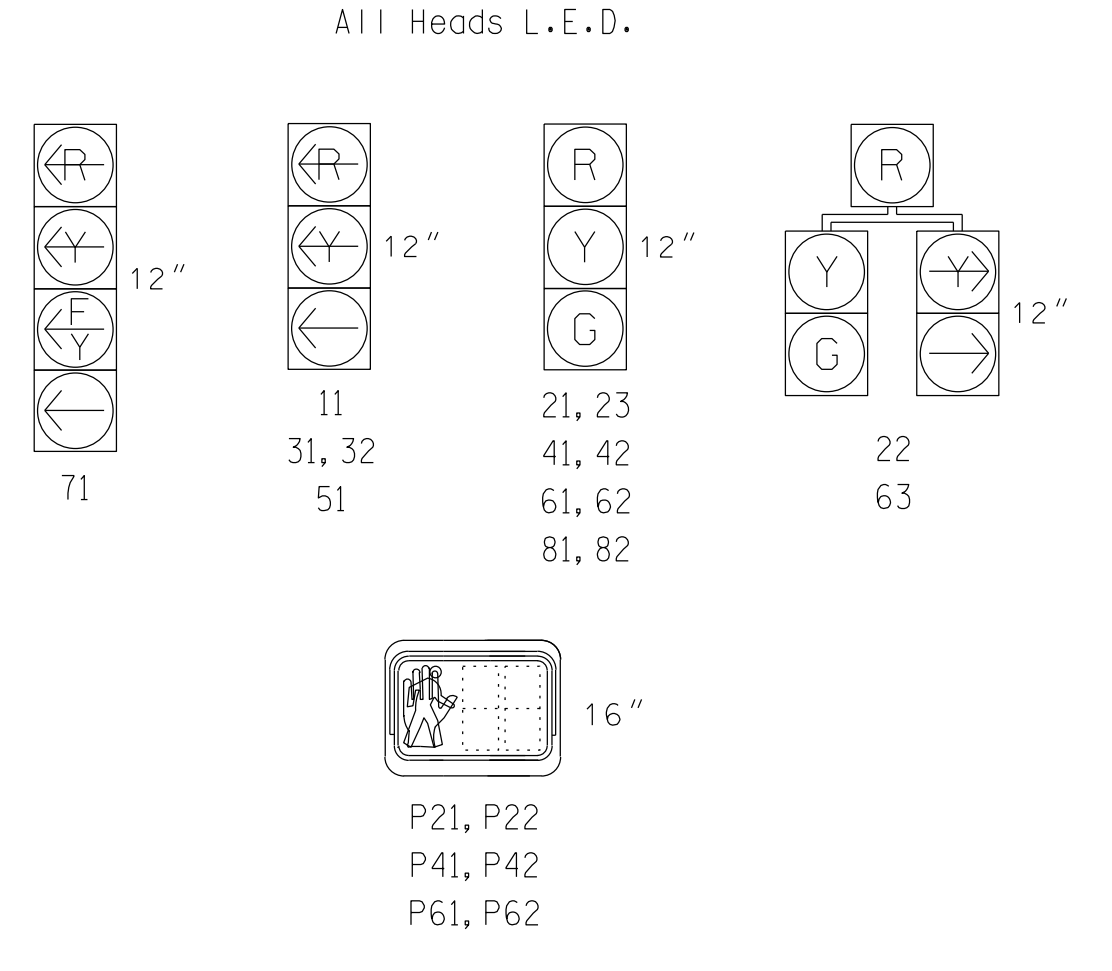 All Heads L.E.D.
R
Y
F
Y
12"
71
R
Y
12"
11
31, 32
51
R
Y
G
12"
21, 23
41, 42
61, 62
81, 82
R
Y
Y
G
12"
22
63
16"
P21, P22
P41, P42
P61, P62